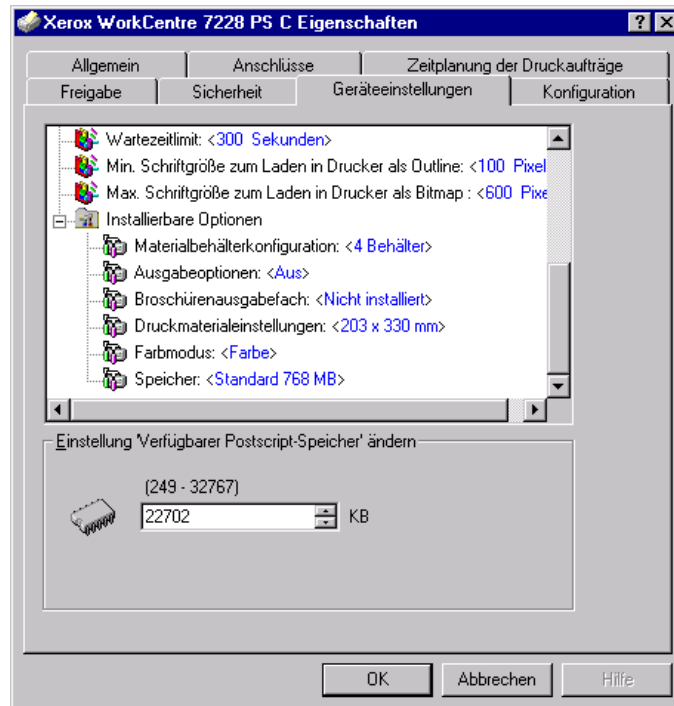 Xerox WorkCentre 7228 PS C Eigenschaften
Allgemein Anschlüsse Zeitplanung der Druckaufträge
Freigabe Sicherheit Geräteeinstellungen Konfiguration
Wartezeitlimit: <300 Sekunden>
Min. Schriftgröße zum Laden in Drucker als Outline: <100 Pixel
Max. Schriftgröße zum Laden in Drucker als Bitmap : <600 Pixe
Installierbare Optionen
Materialbehälterkonfiguration: <4 Behälter>
Ausgabeoptionen: <Aus>
Broschürenausgabefach: <Nicht installiert>
Druckmaterialeinstellungen: <203 x 330 mm>
Farbmodus: <Farbe>
Speicher: <Standard 768 MB>
Einstellung 'Verfügbarer Postscript-Speicher' ändern
(249 - 32767)
22702 KB
OK Abbrechen Hilfe